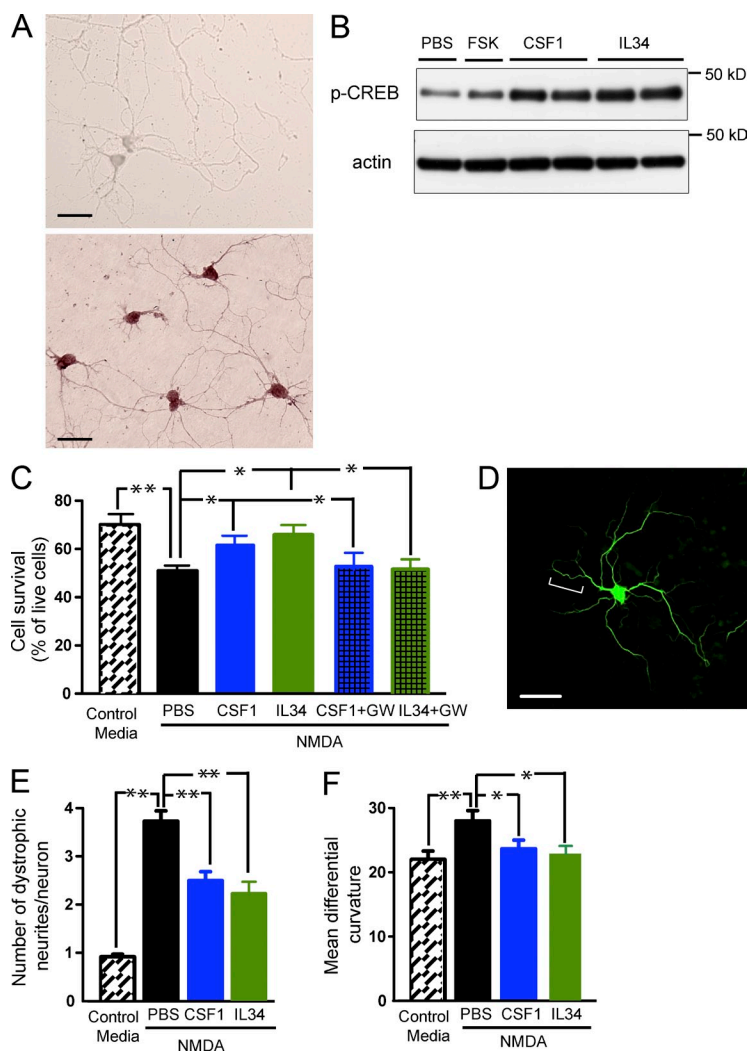 A
B
PBS FSK CSF1 IL34
50 kD
p-CREB
50 kD
actin
C
** * * * *
80
60
40
20
0
Cell survival
(% of live cells)
Control
Media
PBS CSF1 IL34 CSF1+GW IL34+GW
NMDA
D
E
** ** **
4
3
2
1
0
Number of dystrophic
neurites/neuron
Control
Media
PBS CSF1 IL34
NMDA
F
** * *
30
20
10
0
Mean differential
curvature
Control
Media
PBS CSF1 IL34
NMDA